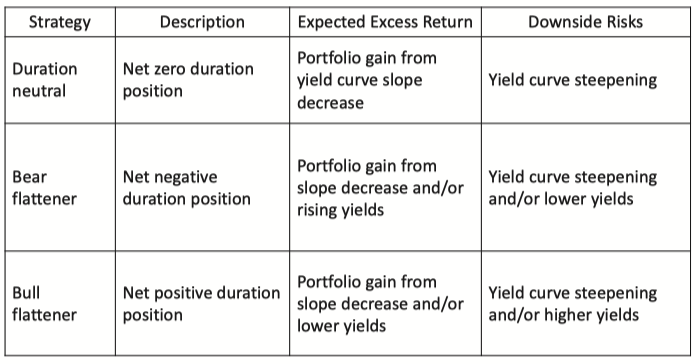 Strategy
Description
Expected Excess Return
Downside Risks
Duration
neutral
Net zero duration
position
Portfolio gain from
yield curve slope
decrease
Yield curve steepening
Bear
flattener
Net negative
duration position
Portfolio gain from
slope decrease and/or
rising yields
Yield curve steepening
and/or lower yields
Bull
flattener
Net positive duration
position
Portfolio gain from
slope decrease and/or
lower yields
Yield curve steepening
and/or higher yields